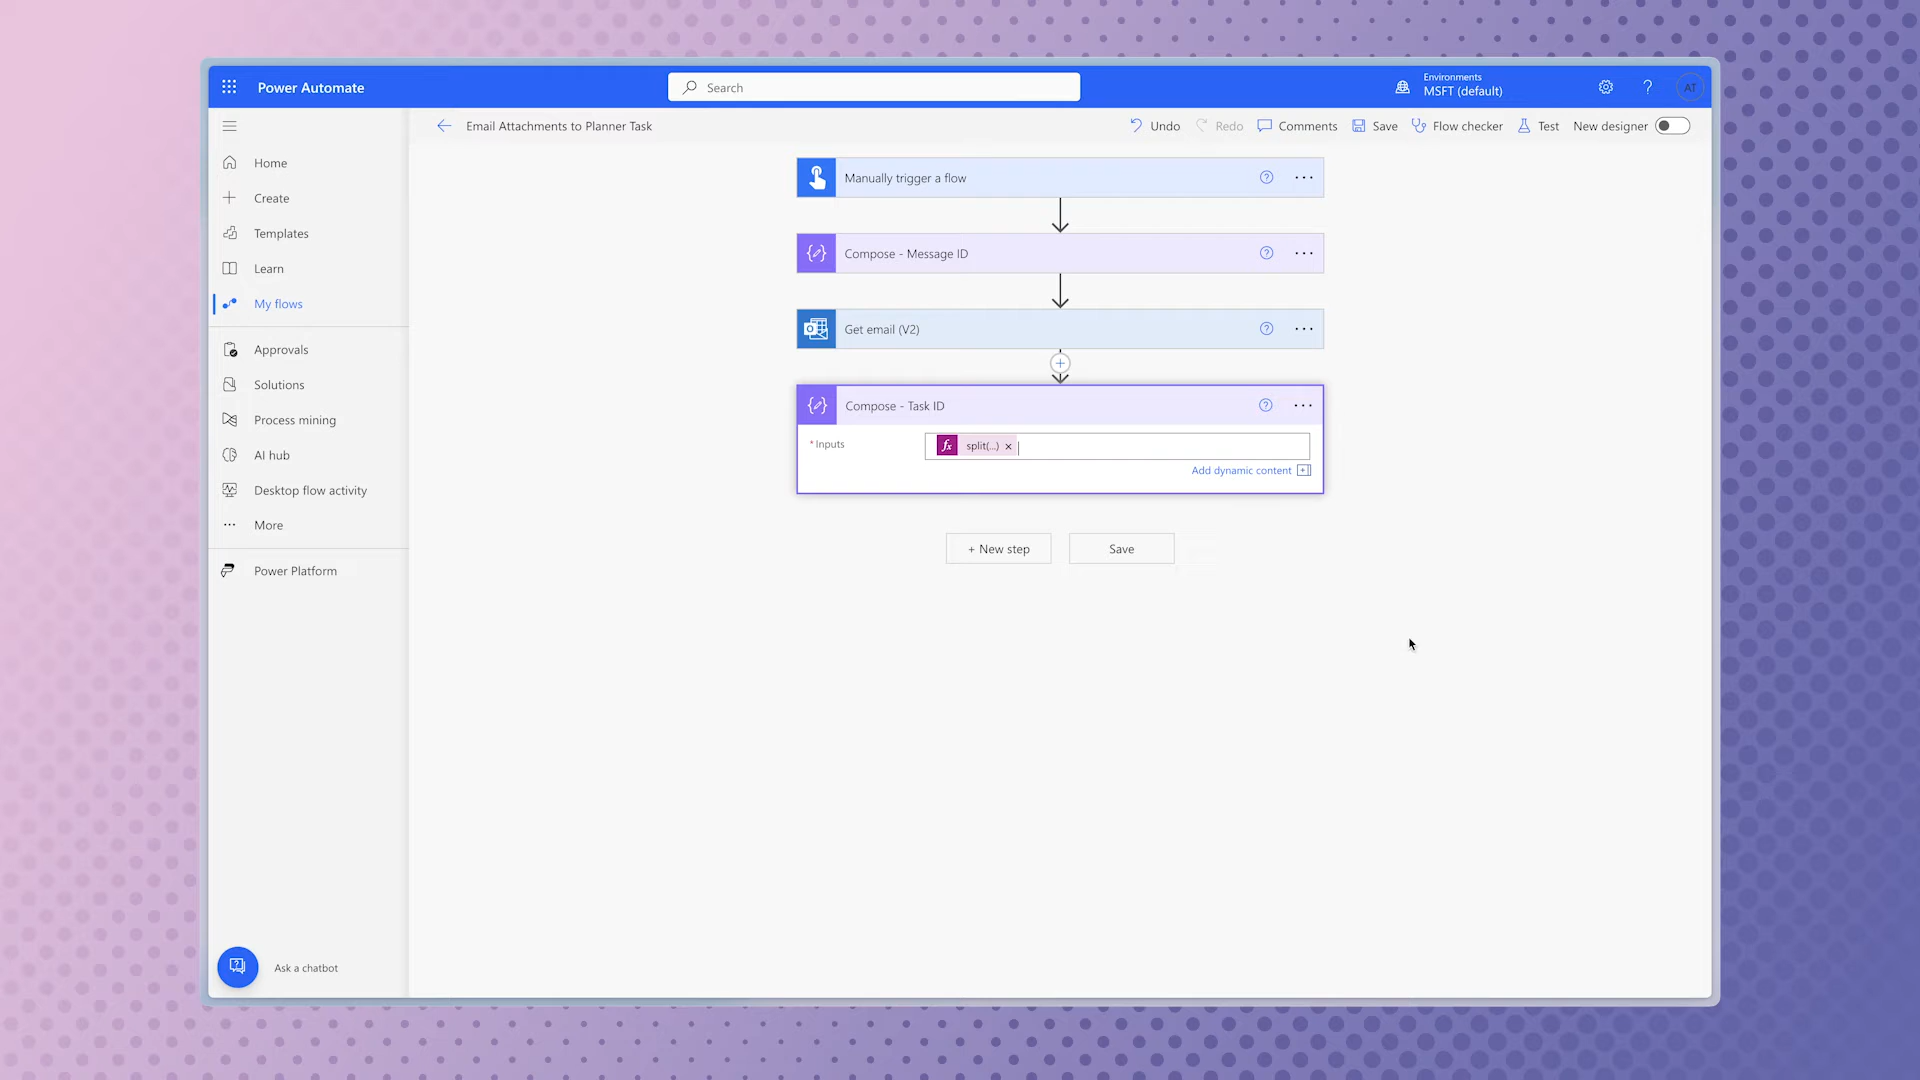 Power Automate
Search
Environments
MSFT (default)
AT
Email Attachments to Planner Task
Undo
Redo
Comments
Save
Flow checker
Test
New designer
Home
Create
Templates
Learn
My flows
Approvals
Solutions
Process mining
AI hub
Desktop flow activity
More
Power Platform
Ask a chatbot
Manually trigger a flow
Compose - Message ID
Get email (V2)
Compose - Task ID
* Inputs
fx split(...) ×
Add dynamic content
+ New step
Save